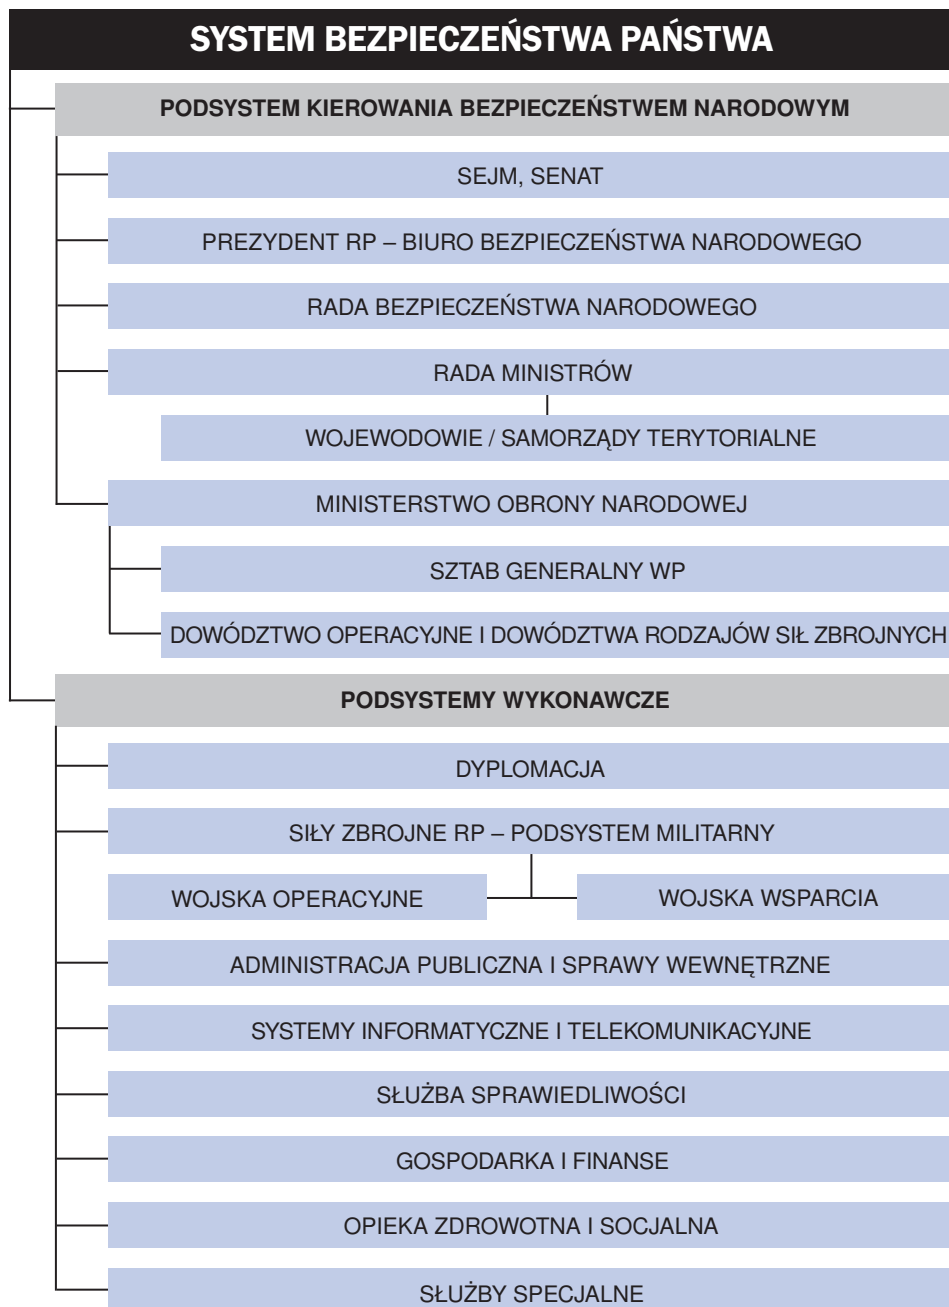 SYSTEM BEZPIECZEŃSTWA PAŃSTWA
PODSYSTEM KIEROWANIA BEZPIECZEŃSTWEM NARODOWYM
SEJM, SENAT
PREZYDENT RP – BIURO BEZPIECZEŃSTWA NARODOWEGO
RADA BEZPIECZEŃSTWA NARODOWEGO
RADA MINISTRÓW
WOJEWODOWIE / SAMORZĄDY TERYTORIALNE
MINISTERSTWO OBRONY NARODOWEJ
SZTAB GENERALNY WP
DOWÓDZTWO OPERACYJNE I DOWÓDZTWA RODZAJÓW SIŁ ZBROJNYCH
PODSYSTEMY WYKONAWCZE
DYPLOMACJA
SIŁY ZBROJNE RP – PODSYSTEM MILITARNY
WOJSKA OPERACYJNE
WOJSKA WSPARCIA
ADMINISTRACJA PUBLICZNA I SPRAWY WEWNĘTRZNE
SYSTEMY INFORMATYCZNE I TELEKOMUNIKACYJNE
SŁUŻBA SPRAWIEDLIWOŚCI
GOSPODARKA I FINANSE
OPIEKA ZDROWOTNA I SOCJALNA
SŁUŻBY SPECJALNE